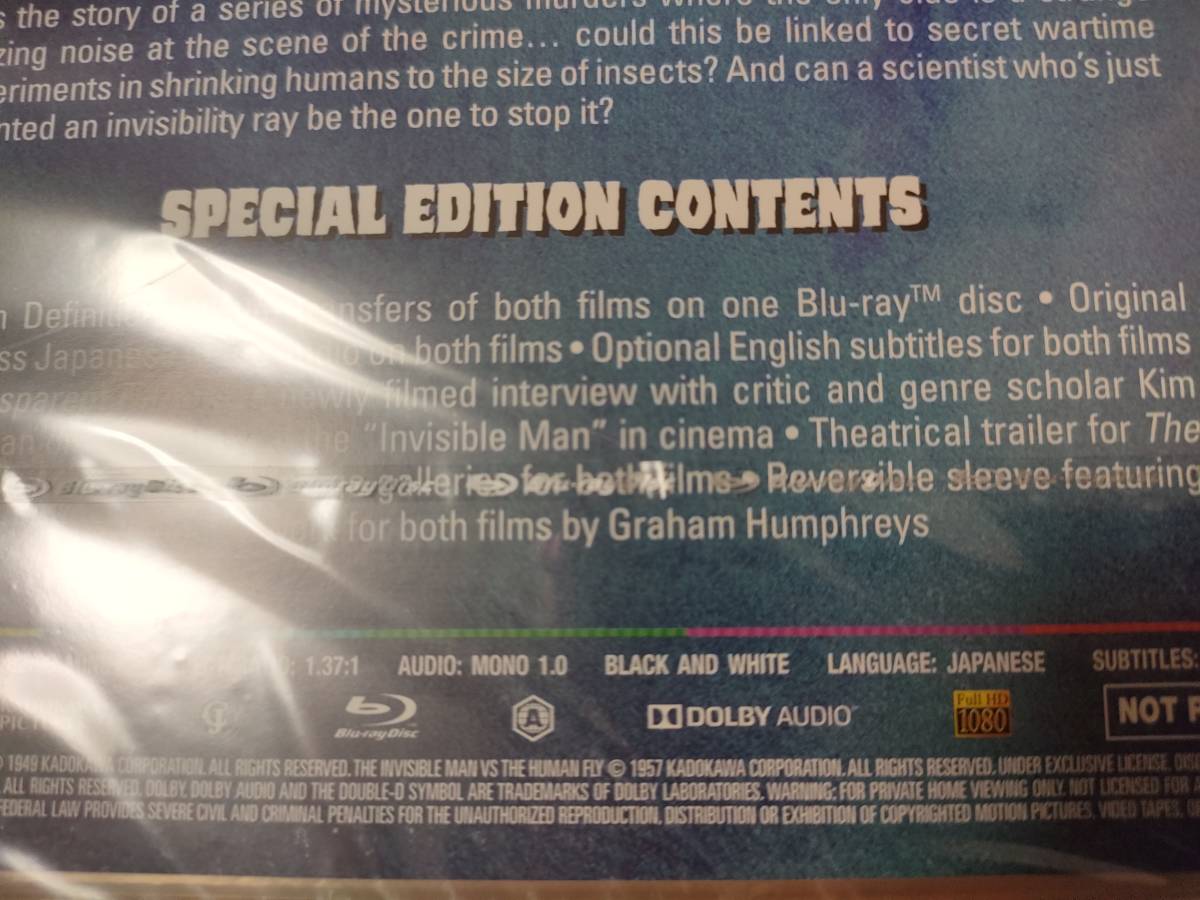 the story of a series of mysterious murders where the only
zing noise at the scene of the crime... could this be linked to secret wartime
eriments in shrinking humans to the size of insects? And can a scientist who's just
nted an invisibility ray be the one to stop it?
SPECIAL EDITION CONTENTS
nsfers of both films on one Blu-ray™ disc • Original
ss Japanese on both films • Optional English subtitles for both films
newly filmed interview with critic and genre scholar Kim
the "Invisible Man" in cinema • Theatrical trailer for The
galleries for both films • Reversible sleeve featuring
for both films by Graham Humphreys
1.37:1 AUDIO: MONO 1.0 BLACK AND WHITE LANGUAGE: JAPANESE SUBTITLES:
Blu-ray Disc A DOLBY AUDIO Full HD 1080 NOT
1949 KADOKAWA CORPORATION. ALL RIGHTS RESERVED. THE INVISIBLE MAN VS THE HUMAN FLY © 1957 KADOKAWA CORPORATION. ALL RIGHTS RESERVED. UNDER EXCLUSIVE LICENSE.
ALL RIGHTS RESERVED. DOLBY, DOLBY AUDIO AND THE DOUBLE-D SYMBOL ARE TRADEMARKS OF DOLBY LABORATORIES. WARNING: FOR PRIVATE HOME VIEWING ONLY. NOT LICENSED FOR
FEDERAL LAW PROVIDES SEVERE CIVIL AND CRIMINAL PENALTIES FOR THE UNAUTHORIZED REPRODUCTION, DISTRIBUTION OR EXHIBITION OF COPYRIGHTED MOTION PICTURES, VIDEO TAPES,